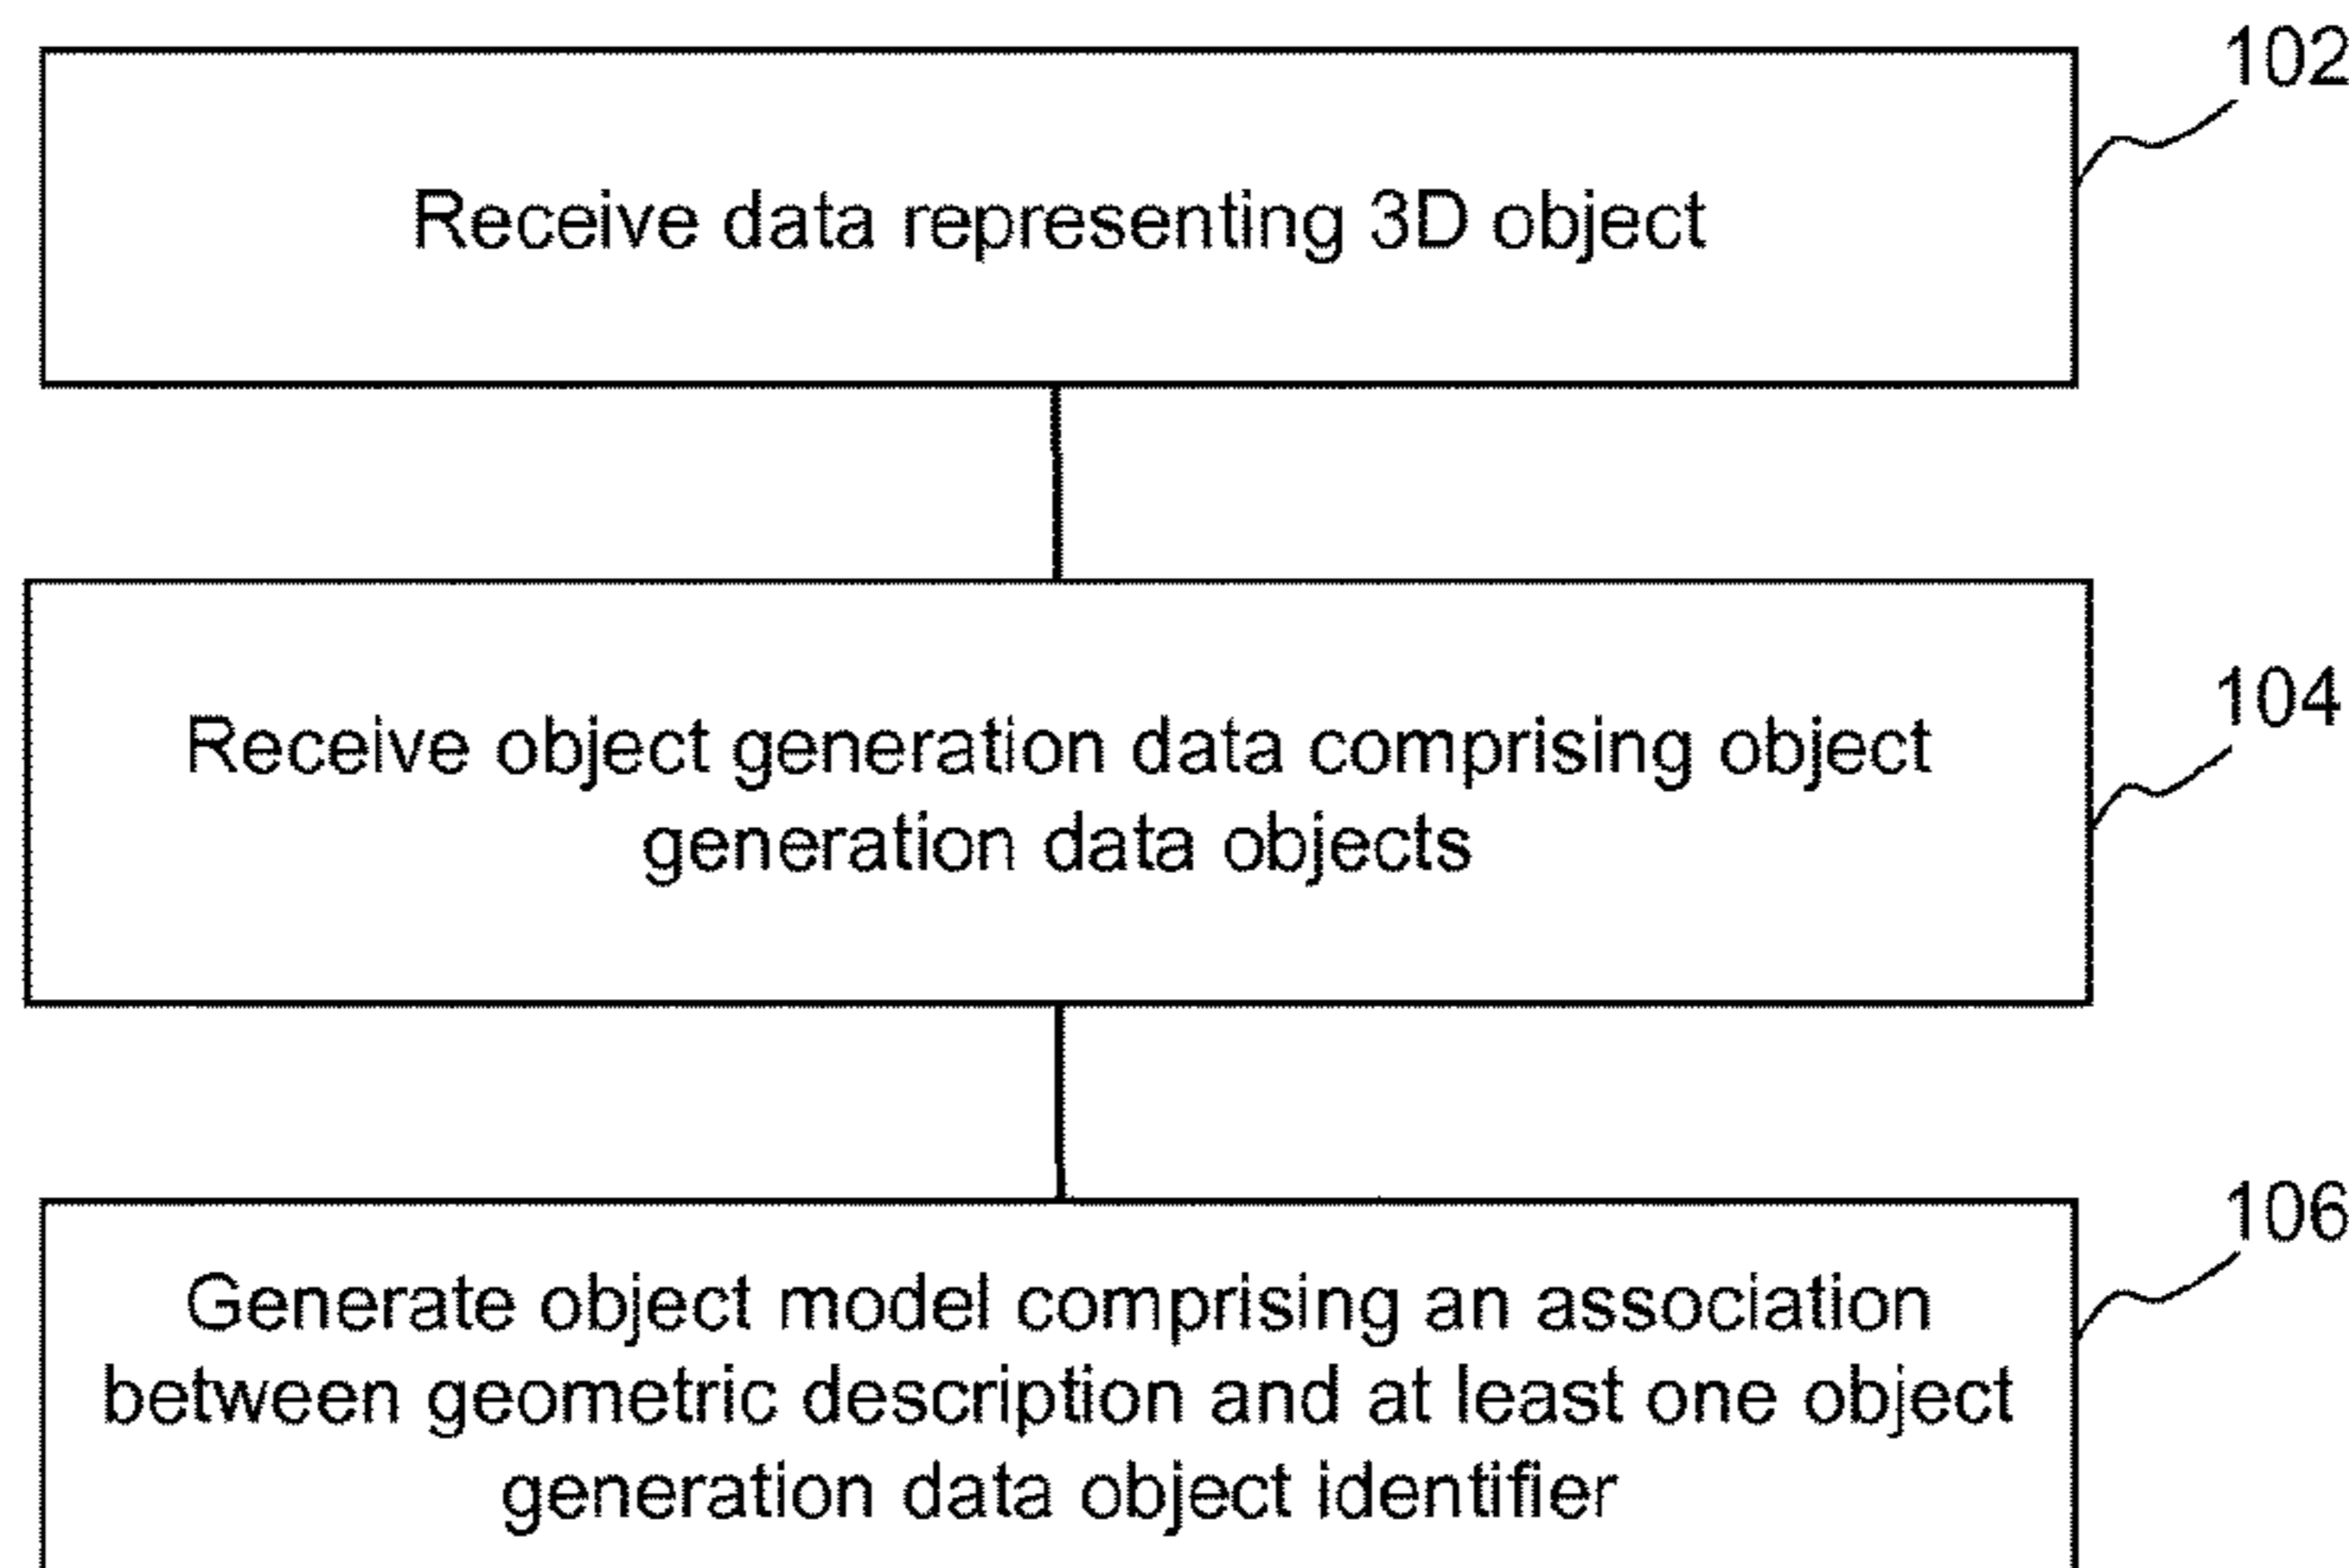 102
Receive data representing 3D object
104
Receive object generation data comprising object
generation data objects
106
Generate object model comprising an association
between geometric description and at least one object
generation data object identifier